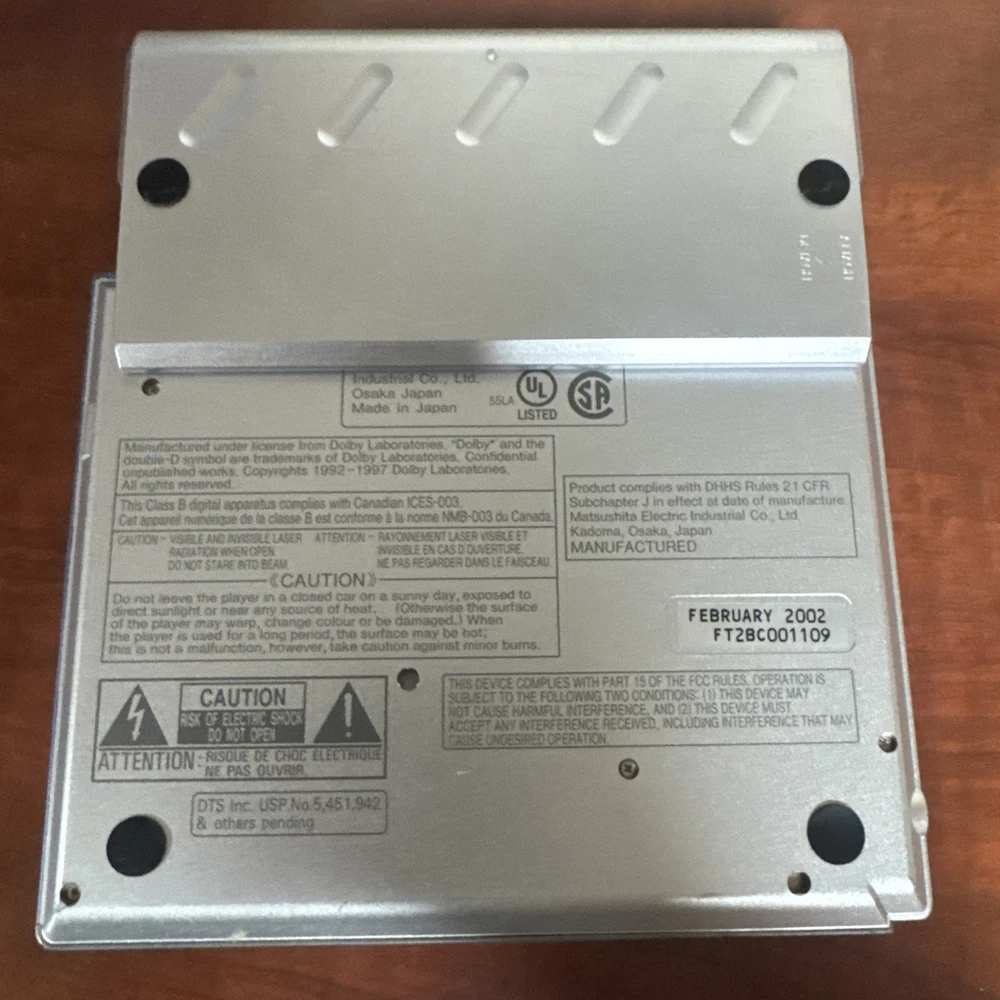 Industrial Co., Ltd.
Osaka Japan
Made in Japan
55LA
UL
LISTED
Manufactured under license from Dolby Laboratories. "Dolby" and the
double-D symbol are trademarks of Dolby Laboratories. Confidential
unpublished works. Copyrights 1992-1997 Dolby Laboratories.
All rights reserved.
This Class B digital apparatus complies with Canadian ICES-003.
Cet appareil numérique de la classe B est conforme à la norme NMB-003 du Canada.
CAUTION - VISIBLE AND INVISIBLE LASER
RADIATION WHEN OPEN.
DO NOT STARE INTO BEAM.
ATTENTION - RAYONNEMENT LASER VISIBLE ET
INVISIBLE EN CAS D'OUVERTURE.
NE PAS REGARDER DANS LE FAISCEAU.
《CAUTION》
Do not leave the player in a closed car on a sunny day, exposed to
direct sunlight or near any source of heat. (Otherwise the surface
of the player may warp, change colour or be damaged.) When
the player is used for a long period, the surface may be hot;
this is not a malfunction, however, take caution against minor burns.
Product complies with DHHS Rules 21 CFR
Subchapter J in effect at date of manufacture.
Matsushita Electric Industrial Co., Ltd.
Kadoma, Osaka, Japan
MANUFACTURED
FEBRUARY 2002
FT2BC001109
THIS DEVICE COMPLIES WITH PART 15 OF THE FCC RULES. OPERATION IS
SUBJECT TO THE FOLLOWING TWO CONDITIONS: (1) THIS DEVICE MAY
NOT CAUSE HARMFUL INTERFERENCE, AND (2) THIS DEVICE MUST
ACCEPT ANY INTERFERENCE RECEIVED, INCLUDING INTERFERENCE THAT MAY
CAUSE UNDESIRED OPERATION.
CAUTION
RISK OF ELECTRIC SHOCK
DO NOT OPEN
ATTENTION - RISQUE DE CHOC ELECTRIQUE
NE PAS OUVRIR.
DTS Inc. USP.No.5,451,942
& others pending